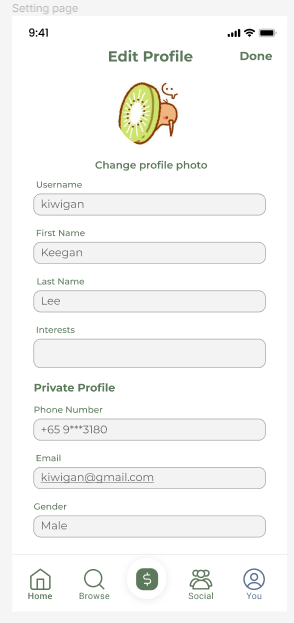 Setting page
9:41
Edit Profile
Done
Change profile photo
Username
kiwigan
First Name
Keegan
Last Name
Lee
Interests
Private Profile
Phone Number
+65 9***3180
Email
kiwigan@gmail.com
Gender
Male
$
Home
Browse
Social
You